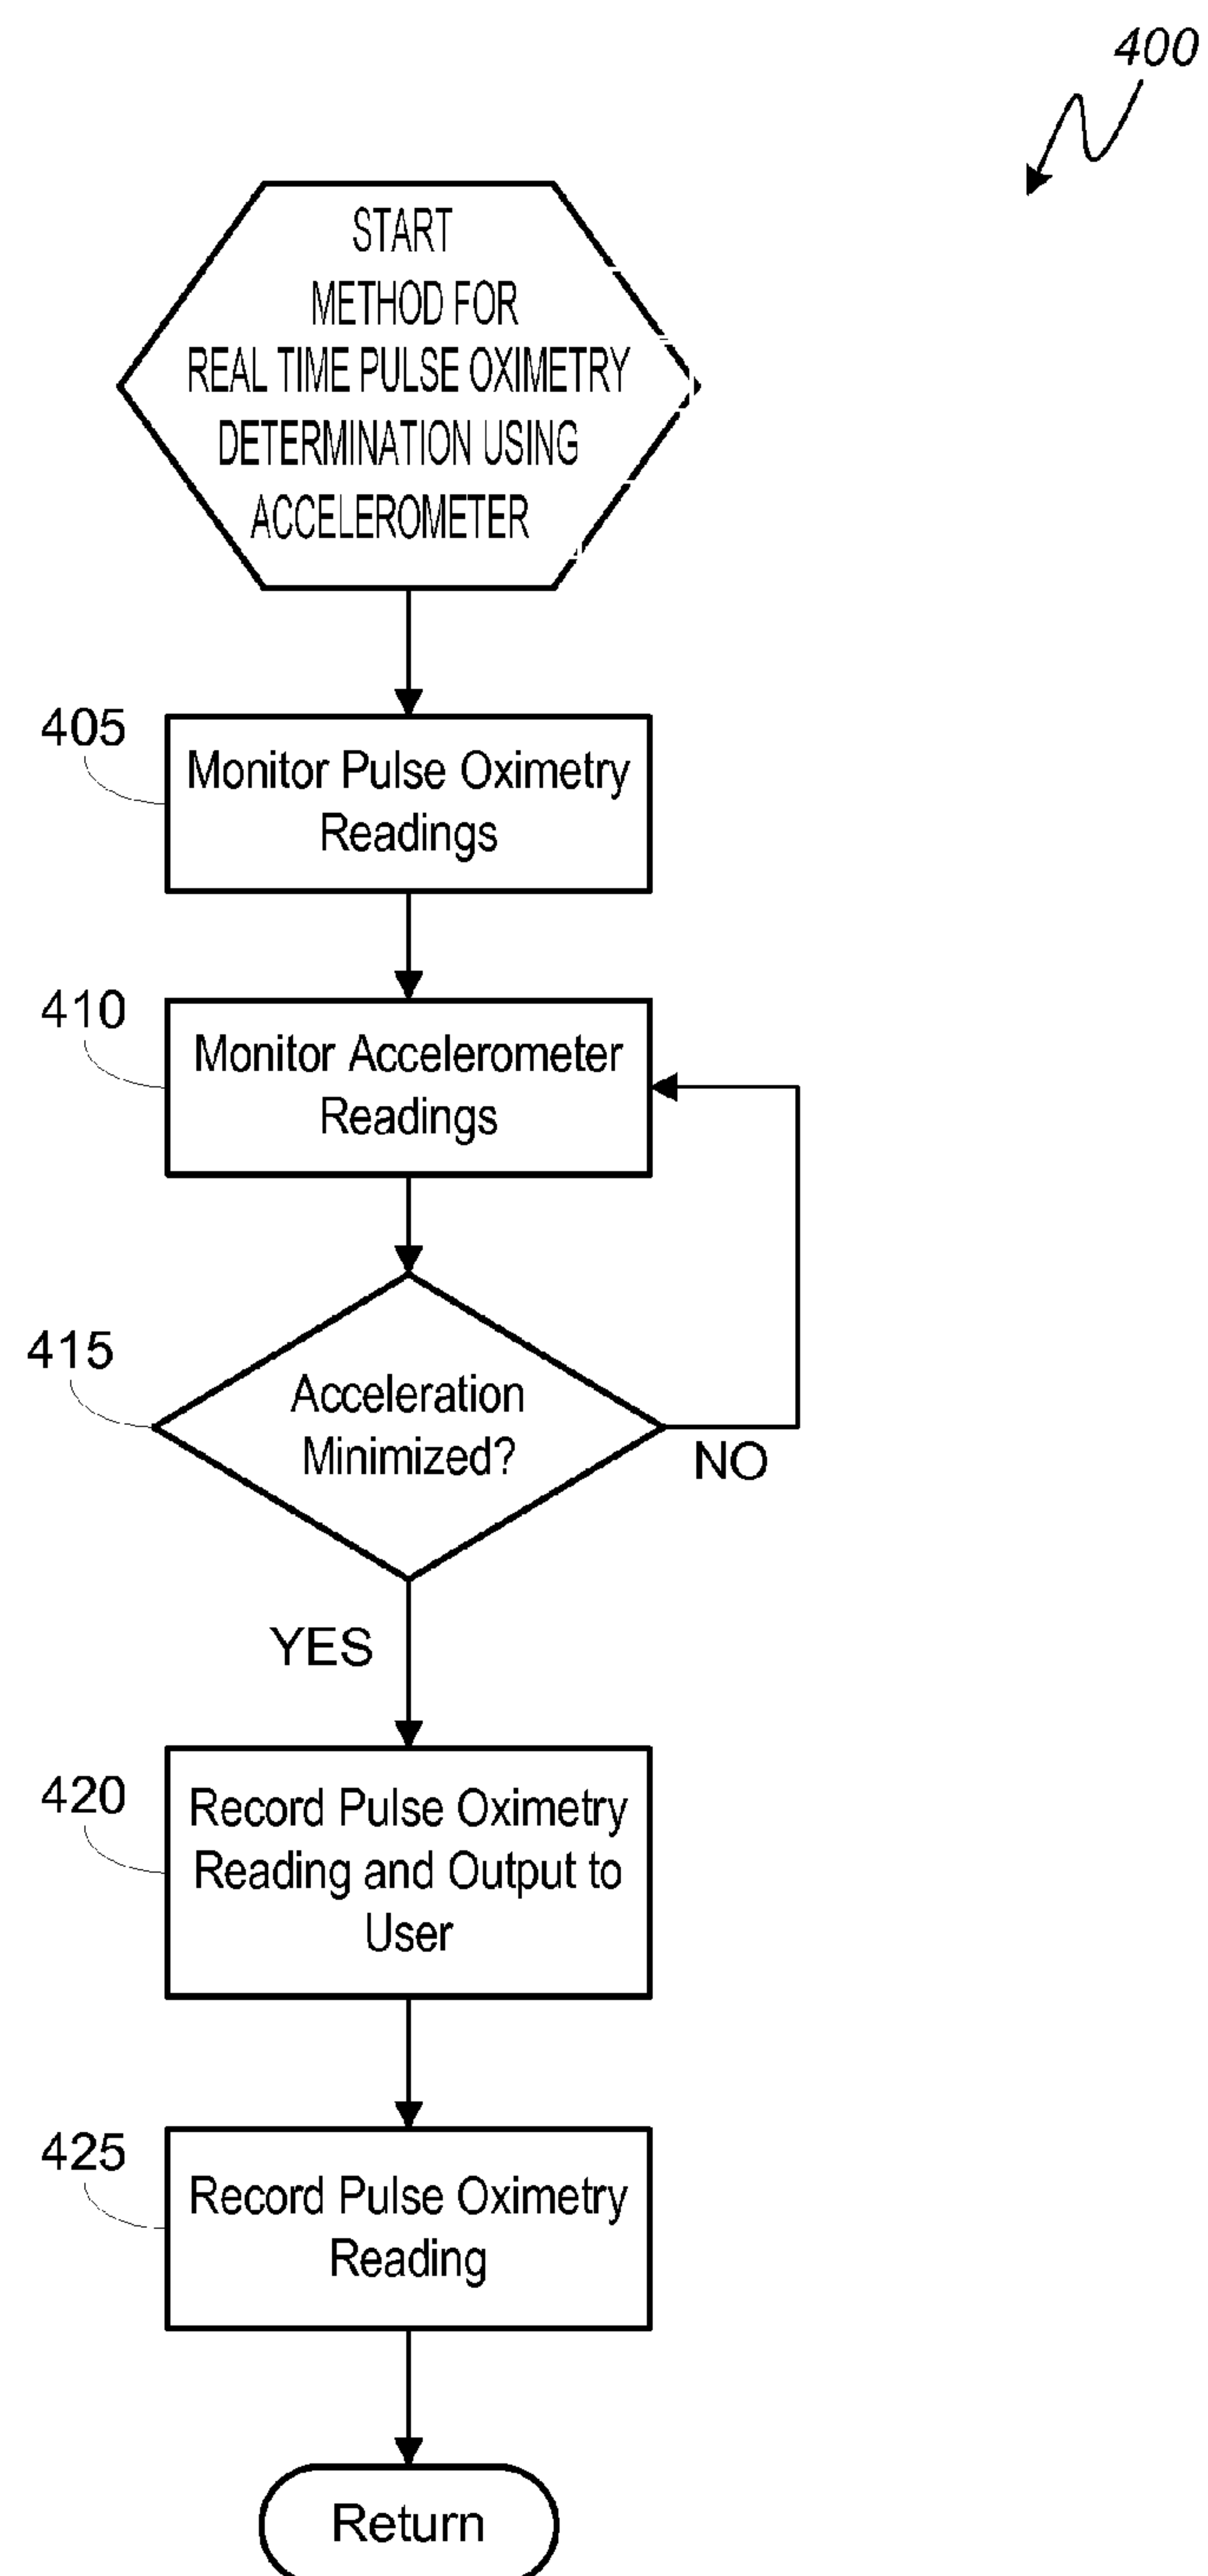 400
START
METHOD FOR
REAL TIME PULSE OXIMETRY
DETERMINATION USING
ACCELEROMETER
405
Monitor Pulse Oximetry
Readings
410
Monitor Accelerometer
Readings
415
Acceleration
Minimized?
NO
YES
420
Record Pulse Oximetry
Reading and Output to
User
425
Record Pulse Oximetry
Reading
Return